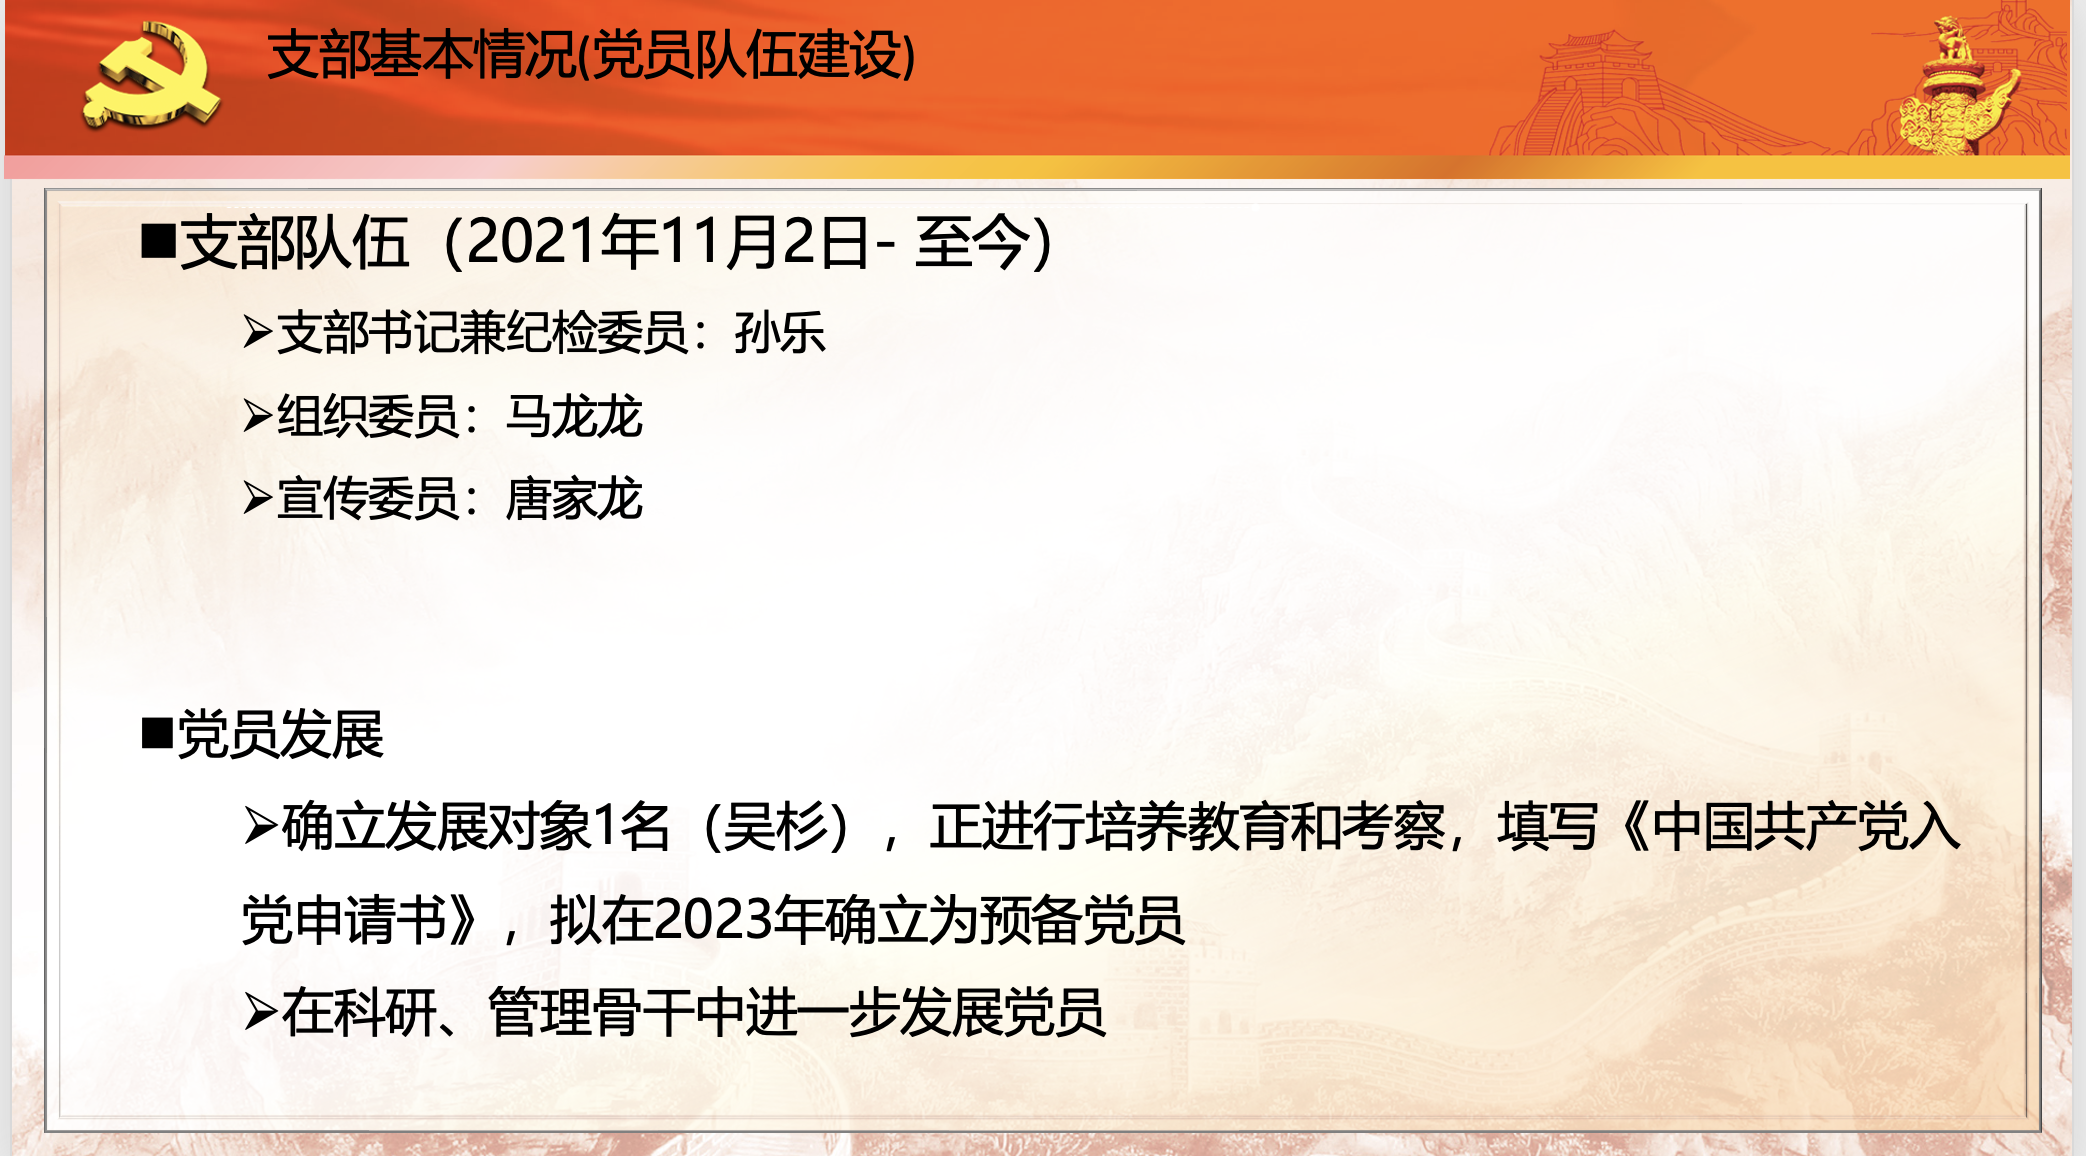 支部基本情况(党员队伍建设)
■支部队伍（2021年11月2日- 至今）
➢支部书记兼纪检委员：孙乐
➢组织委员：马龙龙
➢宣传委员：唐家龙
■党员发展
➢确立发展对象1名（吴杉），正进行培养教育和考察，填写《中国共产党入
党申请书》，拟在2023年确立为预备党员
➢在科研、管理骨干中进一步发展党员